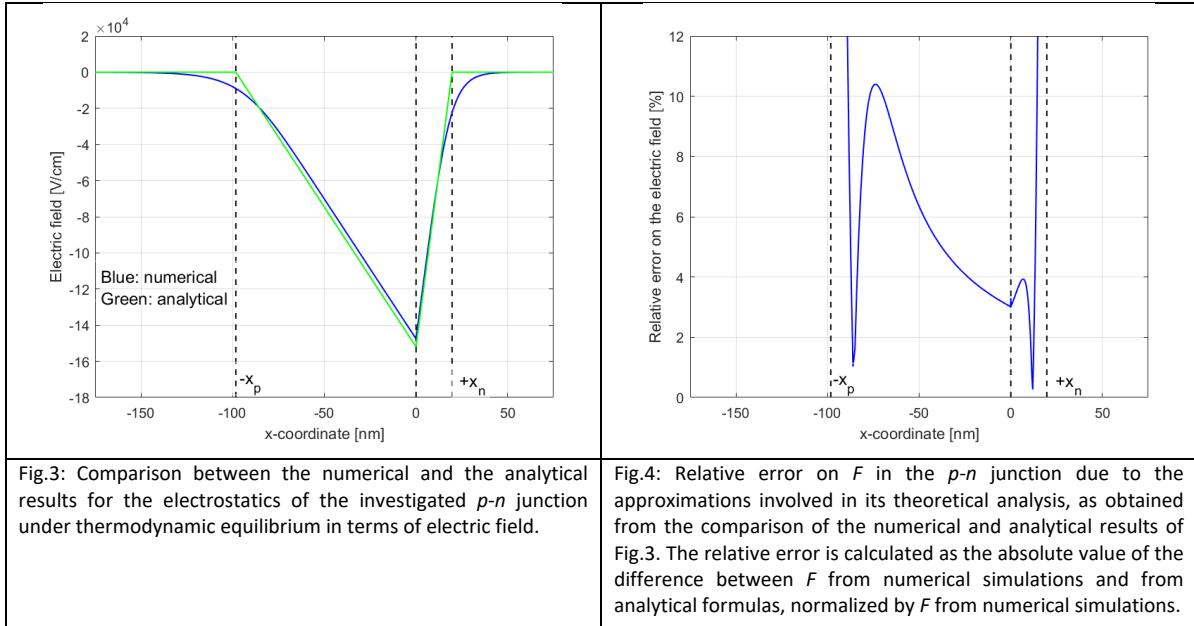 ×10⁴
2
0
-2
-4
-6
-8
-10
-12
-14
-16
-18
Electric field [V/cm]
Blue: numerical
Green: analytical
-xₚ
+xₙ
-150
-100
-50
0
50
x-coordinate [nm]
12
10
8
6
4
2
0
Relative error on the electric field [%]
-xₚ
+xₙ
-150
-100
-50
0
50
x-coordinate [nm]
Fig.3: Comparison between the numerical and the analytical
results for the electrostatics of the investigated p-n junction
under thermodynamic equilibrium in terms of electric field.
Fig.4: Relative error on F in the p-n junction due to the
approximations involved in its theoretical analysis, as obtained
from the comparison of the numerical and analytical results of
Fig.3. The relative error is calculated as the absolute value of the
difference between F from numerical simulations and from
analytical formulas, normalized by F from numerical simulations.